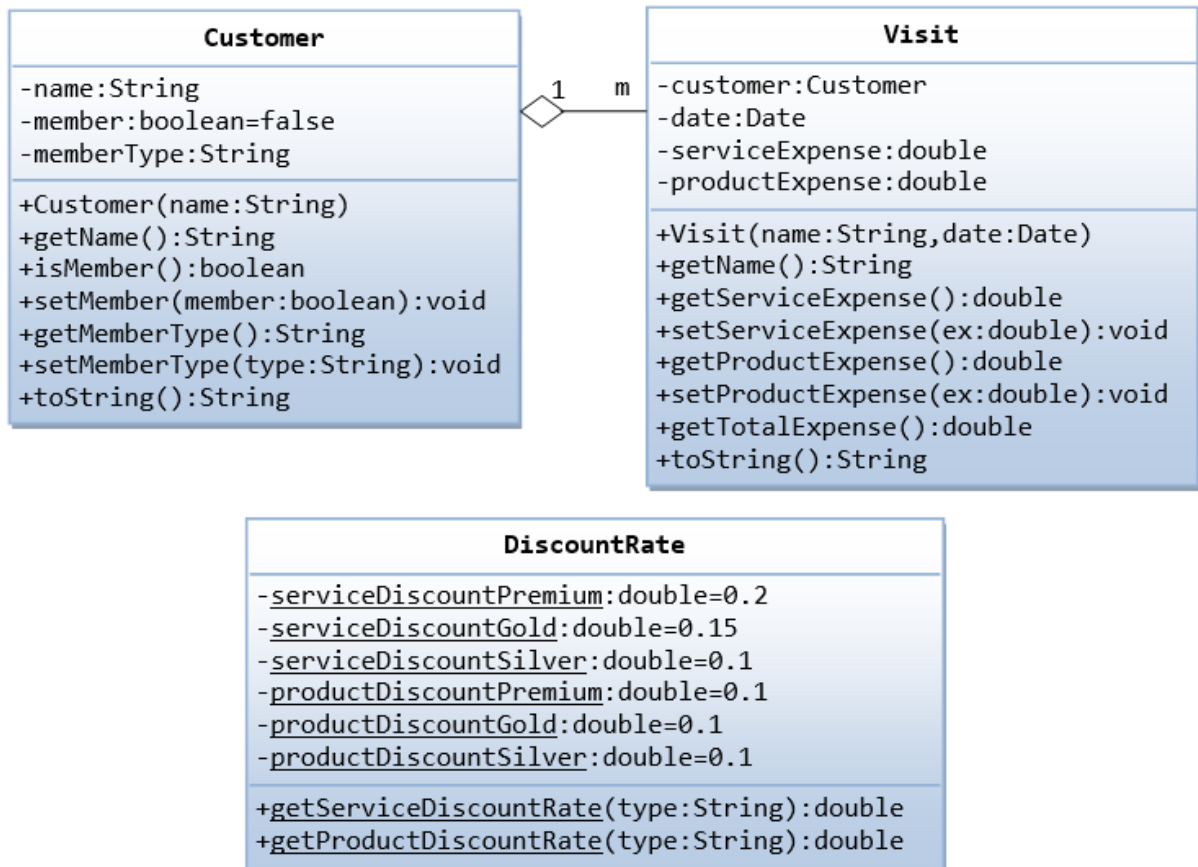 Customer
-name:String
-member:boolean=false
-memberType:String
+Customer(name:String)
+getName():String
+isMember():boolean
+setMember(member:boolean):void
+getMemberType():String
+setMemberType(type:String):void
+toString():String
1 m
Visit
-customer:Customer
-date:Date
-serviceExpense:double
-productExpense:double
+Visit(name:String,date:Date)
+getName():String
+getServiceExpense():double
+setServiceExpense(ex:double):void
+getProductExpense():double
+setProductExpense(ex:double):void
+getTotalExpense():double
+toString():String
DiscountRate
-serviceDiscountPremium:double=0.2
-serviceDiscountGold:double=0.15
-serviceDiscountSilver:double=0.1
-productDiscountPremium:double=0.1
-productDiscountGold:double=0.1
-productDiscountSilver:double=0.1
+getServiceDiscountRate(type:String):double
+getProductDiscountRate(type:String):double